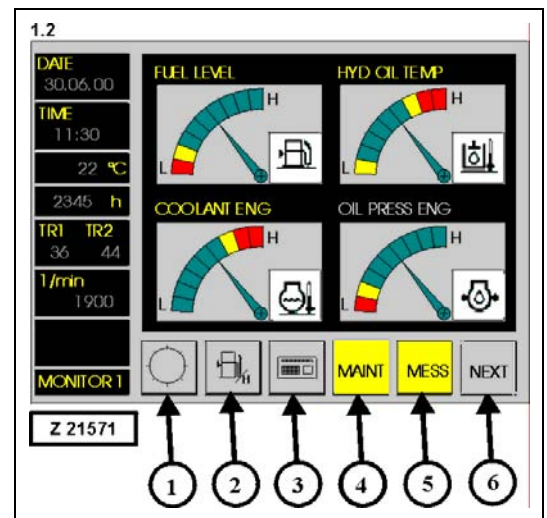 1.2
DATE
30.06.00
TIME
11:30
22 °C
2345 h
TR1 TR2
36 44
1/min
1900
MONITOR 1
FUEL LEVEL
H
L
HYD OIL TEMP
H
L
COOLANT ENG
H
L
OIL PRESS ENG
H
L
/H
MAINT
MESS
NEXT
Z 21571
1 2 3 4 5 6